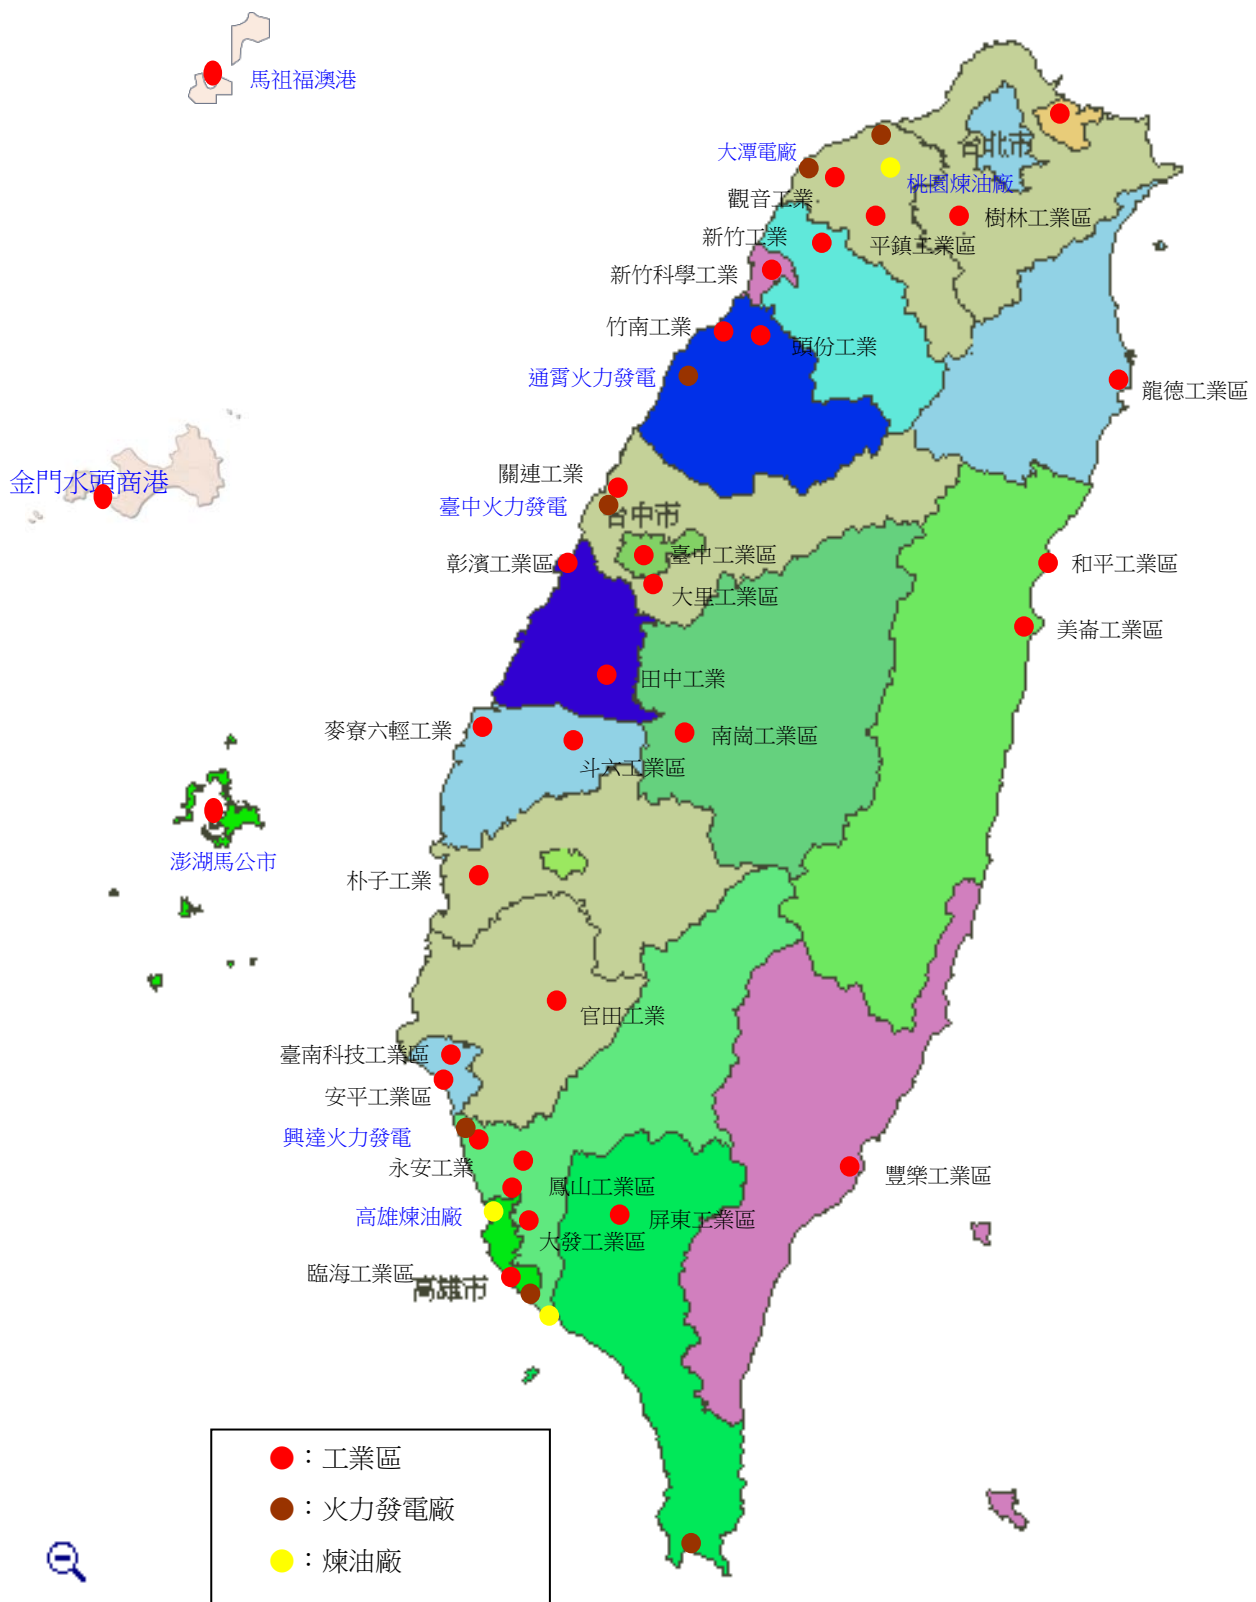 馬祖福澳港
台北市
大潭電廠
桃園煉油廠
觀音工業
樹林工業區
新竹工業
平鎮工業區
新竹科學工業
竹南工業
頭份工業
通霄火力發電
龍德工業區
關連工業
金門水頭商港
臺中火力發電
台中市
臺中工業區
彰濱工業區
和平工業區
大里工業區
美崙工業區
田中工業
麥寮六輕工業
南崗工業區
斗六工業區
澎湖馬公市
朴子工業
官田工業
臺南科技工業區
安平工業區
興達火力發電
永安工業
豐樂工業區
鳳山工業區
高雄煉油廠
屏東工業區
大發工業區
臨海工業區
高雄市
：工業區
：火力發電廠
：煉油廠